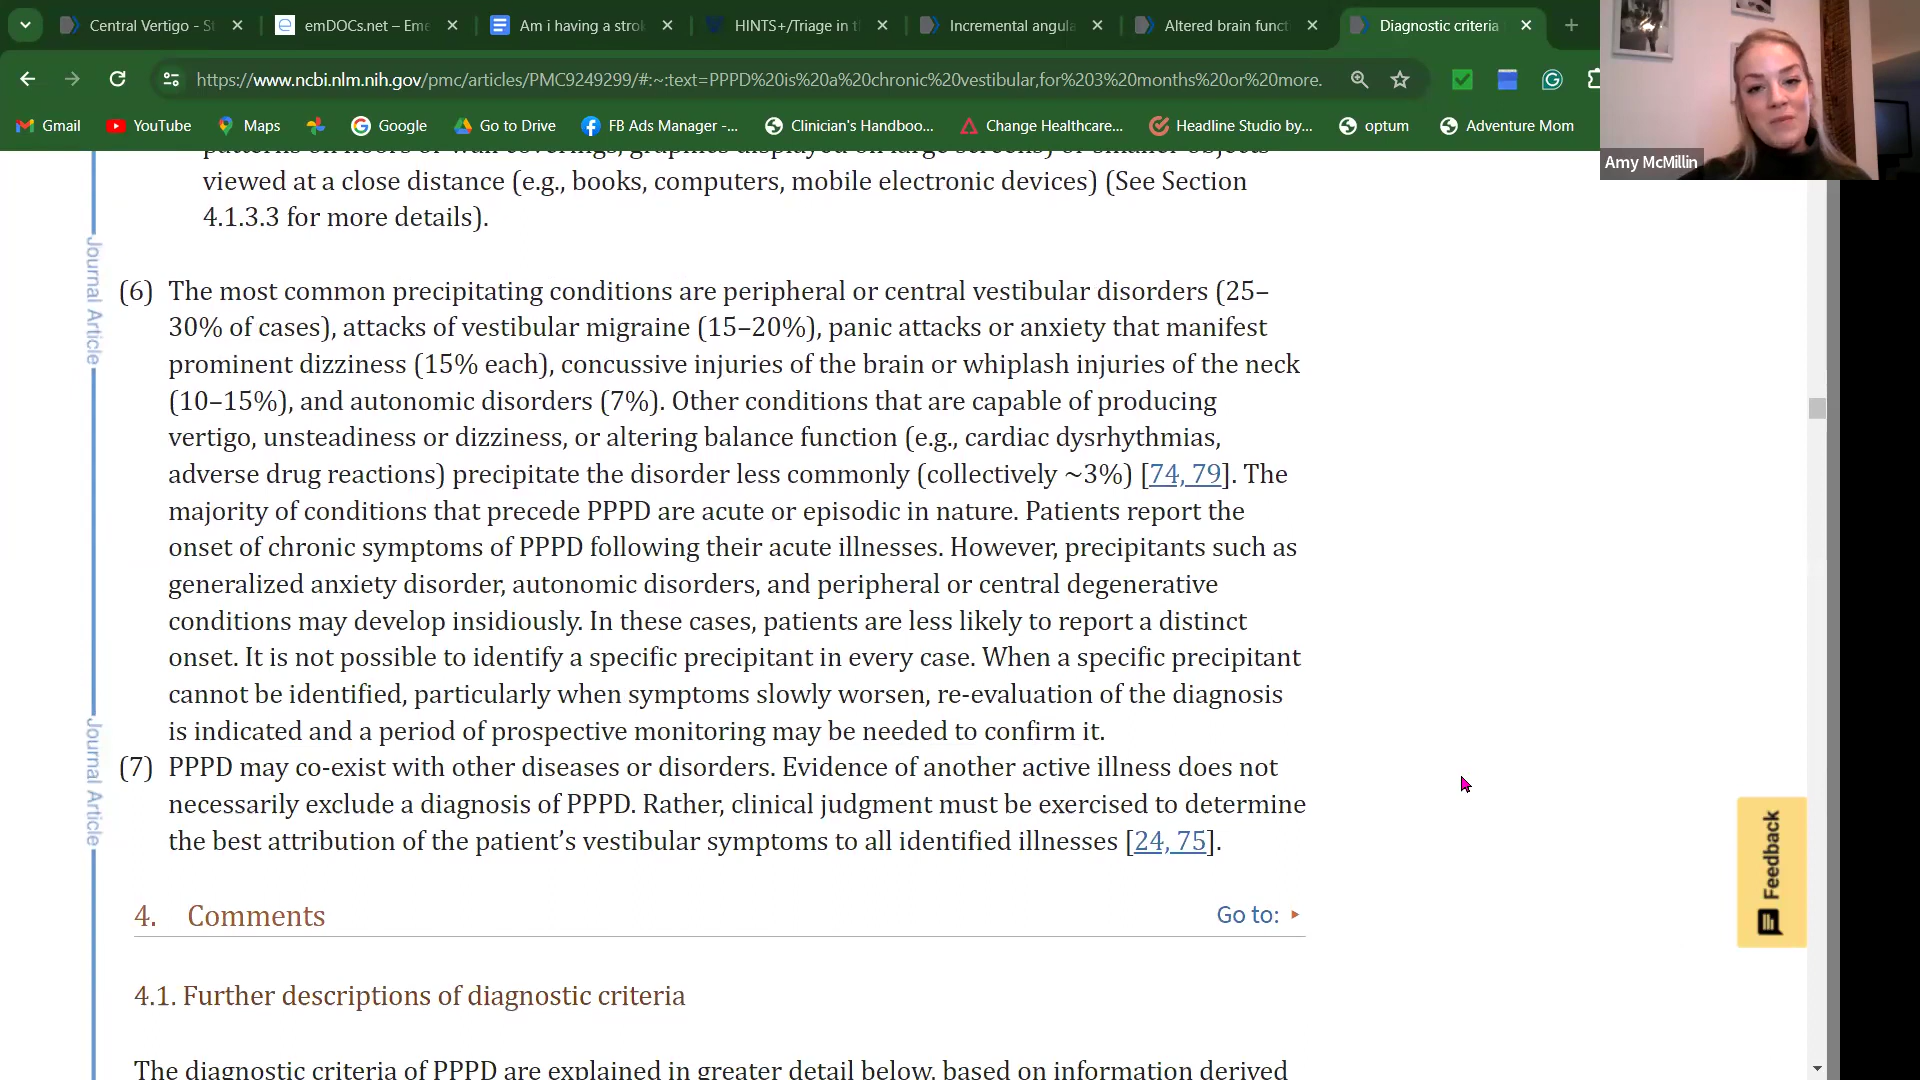 Central Vertigo - St
emDOCs.net – Eme
Am i having a strok
HINTS+/Triage in t
Incremental angula
Altered brain funct
Diagnostic criteria
https://www.ncbi.nlm.nih.gov/pmc/articles/PMC9249299/#:~:text=PPPD%20is%20a%20chronic%20vestibular,for%203%20months%20or%20more.
Gmail
YouTube
Maps
Google
Go to Drive
FB Ads Manager -...
Clinician's Handboo...
Change Healthcare...
Headline Studio by...
optum
Adventure Mom
Amy McMillin
patterns on floors or wall coverings, graphics displayed on large screens) or smaller objects
viewed at a close distance (e.g., books, computers, mobile electronic devices) (See Section
4.1.3.3 for more details).
(6) The most common precipitating conditions are peripheral or central vestibular disorders (25–
30% of cases), attacks of vestibular migraine (15–20%), panic attacks or anxiety that manifest
prominent dizziness (15% each), concussive injuries of the brain or whiplash injuries of the neck
(10–15%), and autonomic disorders (7%). Other conditions that are capable of producing
vertigo, unsteadiness or dizziness, or altering balance function (e.g., cardiac dysrhythmias,
adverse drug reactions) precipitate the disorder less commonly (collectively ~3%) [74, 79]. The
majority of conditions that precede PPPD are acute or episodic in nature. Patients report the
onset of chronic symptoms of PPPD following their acute illnesses. However, precipitants such as
generalized anxiety disorder, autonomic disorders, and peripheral or central degenerative
conditions may develop insidiously. In these cases, patients are less likely to report a distinct
onset. It is not possible to identify a specific precipitant in every case. When a specific precipitant
cannot be identified, particularly when symptoms slowly worsen, re-evaluation of the diagnosis
is indicated and a period of prospective monitoring may be needed to confirm it.
(7) PPPD may co-exist with other diseases or disorders. Evidence of another active illness does not
necessarily exclude a diagnosis of PPPD. Rather, clinical judgment must be exercised to determine
the best attribution of the patient’s vestibular symptoms to all identified illnesses [24, 75].
4. Comments
Go to:
4.1. Further descriptions of diagnostic criteria
The diagnostic criteria of PPPD are explained in greater detail below, based on information derived
Journal Article
Journal Article
Feedback